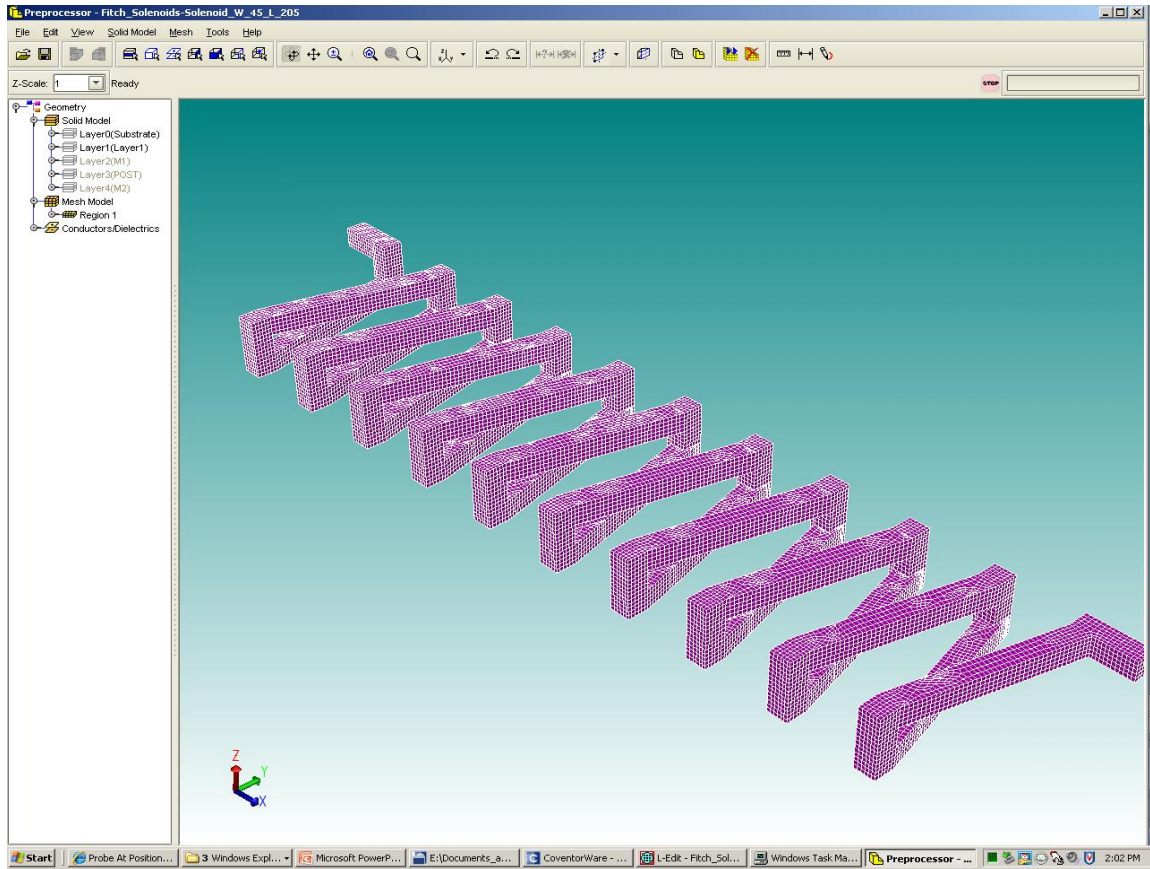 Preprocessor - Fitch_Solenoids-Solenoid_W_45_L_205
File Edit View Solid Model Mesh Tools Help
Z-Scale: 1 Ready
STOP
Geometry
Solid Model
Layer0(Substrate)
Layer1(Layer1)
Layer2(M1)
Layer3(POST)
Layer4(M2)
Mesh Model
Region 1
Conductors/Dielectrics
Z
Y
X
Start Probe At Position... 3 Windows Expl... Microsoft PowerP... E:\Documents_a... CoventorWare - ... L-Edit - Fitch_Sol... Windows Task Ma... Preprocessor - ... 2:02 PM